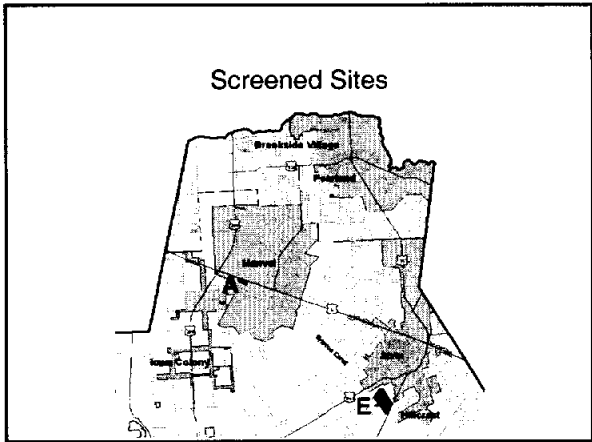 Screened Sites
Brookside Village
Pearland
Manvel
A
Iowa Colony
Alvin
E
Hillcrest